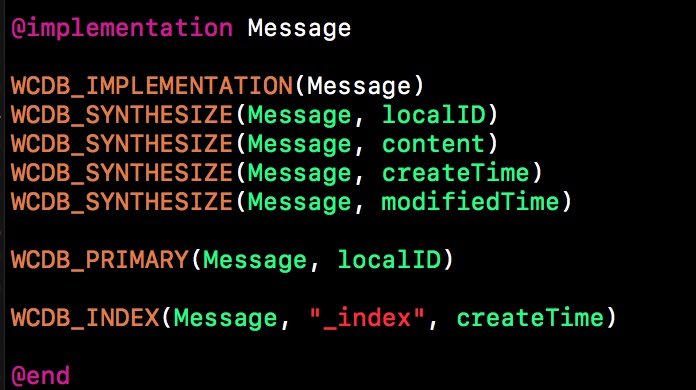 @implementation Message
WCDB_IMPLEMENTATION(Message)
WCDB_SYNTHESIZE(Message, localID)
WCDB_SYNTHESIZE(Message, content)
WCDB_SYNTHESIZE(Message, createTime)
WCDB_SYNTHESIZE(Message, modifiedTime)
WCDB_PRIMARY(Message, localID)
WCDB_INDEX(Message, "_index", createTime)
@end